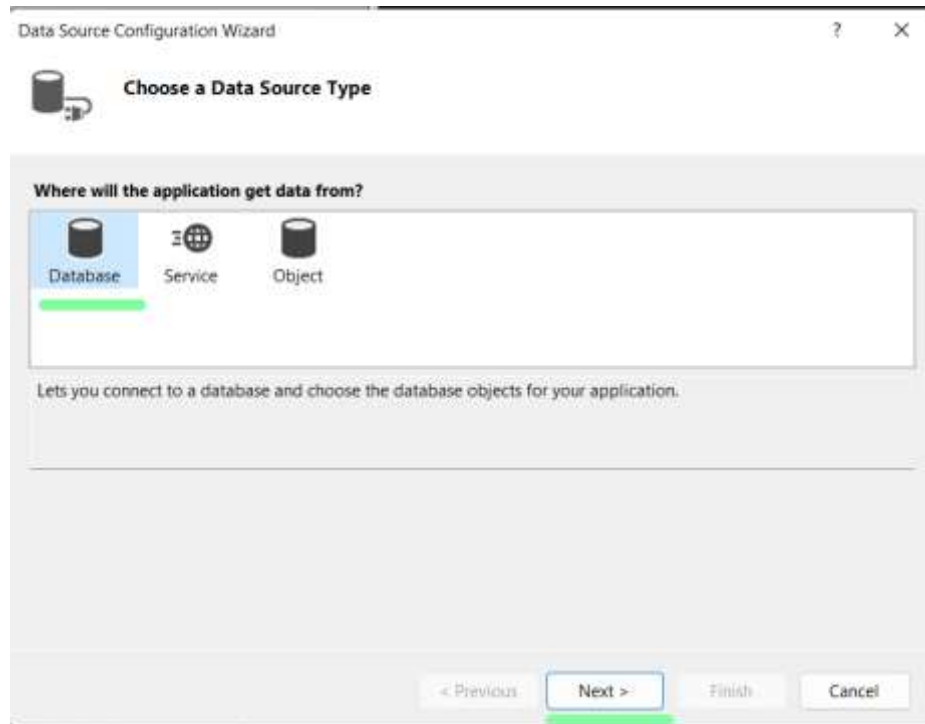 Data Source Configuration Wizard ? ×
Choose a Data Source Type
Where will the application get data from?
Database Service Object
Lets you connect to a database and choose the database objects for your application.
< Previous Next > Finish Cancel